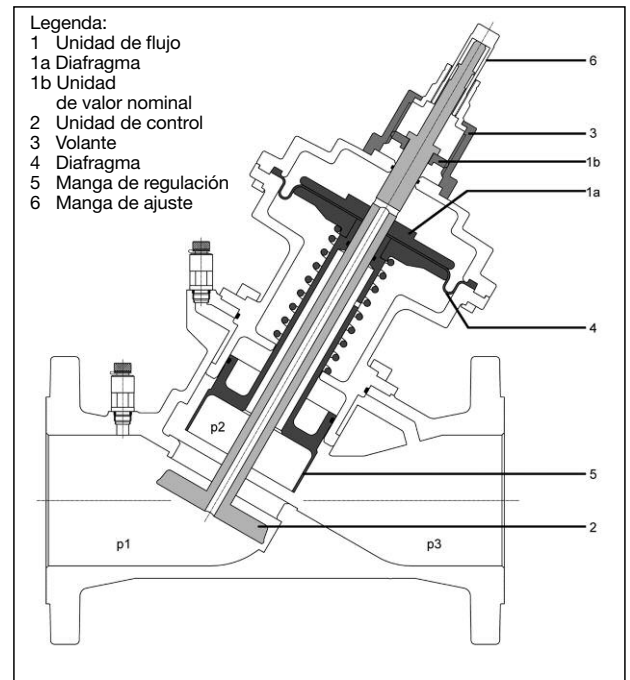 Legenda:
1 Unidad de flujo
1a Diafragma
1b Unidad
de valor nominal
2 Unidad de control
3 Volante
4 Diafragma
5 Manga de regulación
6 Manga de ajuste
6
3
1b
1a
4
p2
5
2
p1
p3